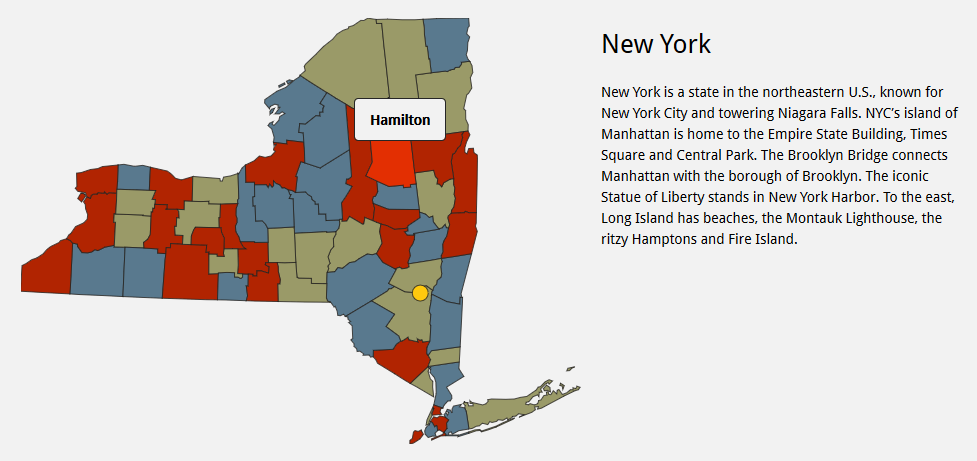 New York
Hamilton
New York is a state in the northeastern U.S., known for
New York City and towering Niagara Falls. NYC’s island of
Manhattan is home to the Empire State Building, Times
Square and Central Park. The Brooklyn Bridge connects
Manhattan with the borough of Brooklyn. The iconic
Statue of Liberty stands in New York Harbor. To the east,
Long Island has beaches, the Montauk Lighthouse, the
ritzy Hamptons and Fire Island.